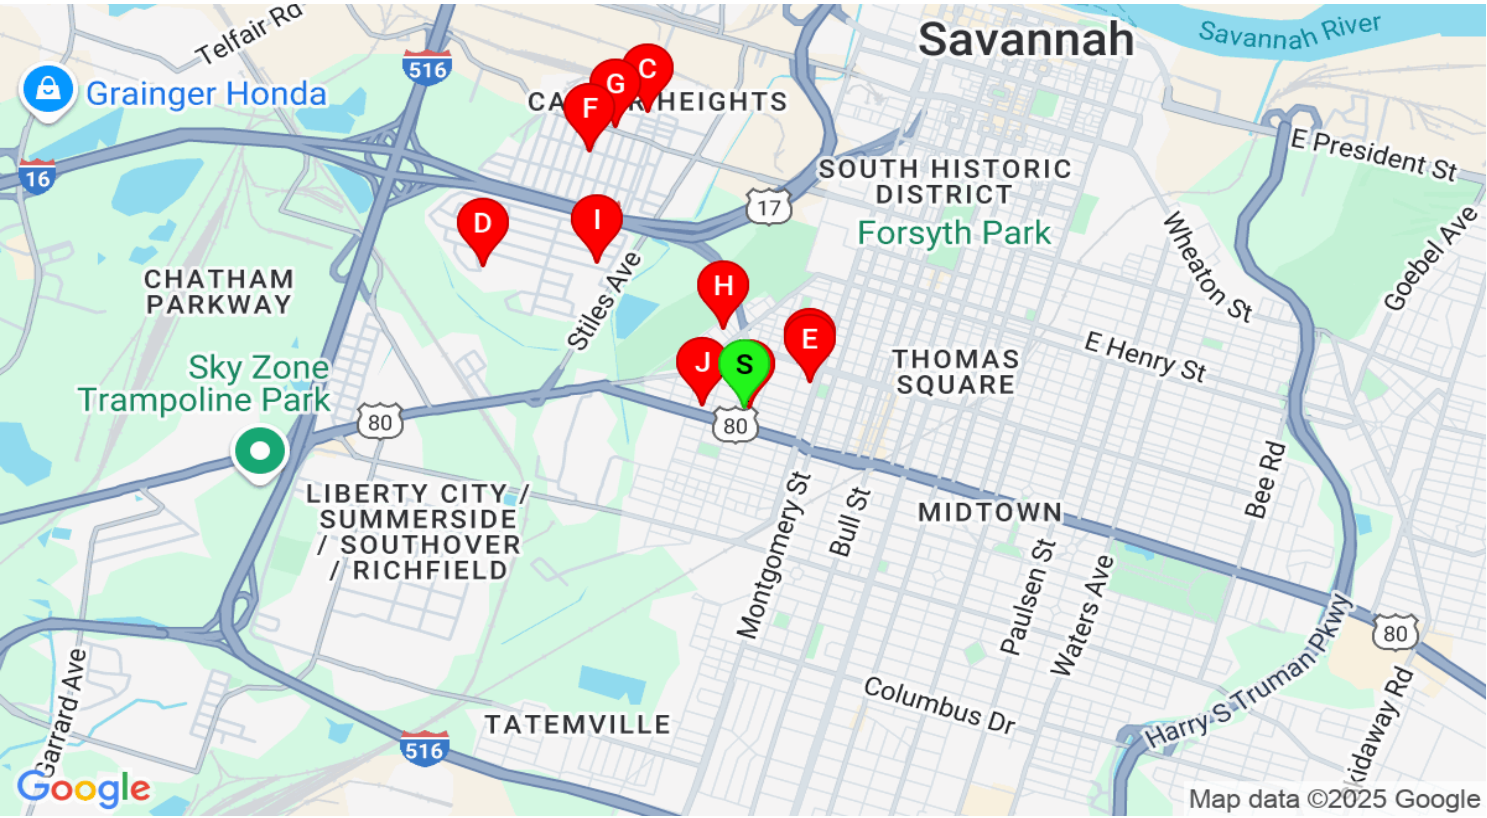 Savannah
Savannah River
Telfair Rd
516
Grainger Honda
C
G
F
CA
R HEIGHTS
E President St
16
SOUTH HISTORIC
DISTRICT
17
Forsyth Park
Wheaton St
Goebel Ave
D
I
CHATHAM
PARKWAY
Stiles Ave
H
E
E Henry St
THOMAS
SQUARE
J
S
Sky Zone
Trampoline Park
80
80
LIBERTY CITY /
SUMMERSIDE
/ SOUTHOVER
/ RICHFIELD
Montgomery St
Bull St
MIDTOWN
Bee Rd
Paulsen St
Waters Ave
80
Harry S Truman Pkwy
Columbus Dr
TATEMVILLE
516
Garrard Ave
kidaway Rd
Google
Map data ©2025 Google